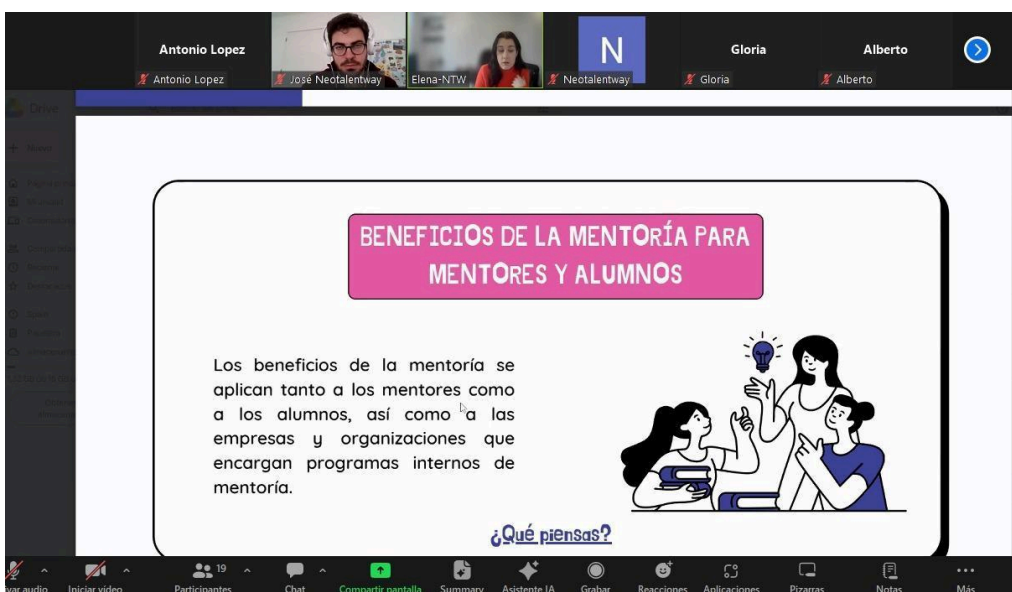 Antonio Lopez
Antonio Lopez
José Neotalentway
Elena-NTW
N
Neotalentway
Gloria
Gloria
Alberto
Alberto
Drive
BENEFICIOS DE LA MENTORÍA PARA
MENTORES Y ALUMNOS
Los beneficios de la mentoría se
aplican tanto a los mentores como
a los alumnos, así como a las
empresas y organizaciones que
encargan programas internos de
mentoría.
¿Qué piensas?
19
var audio
Iniciar video
Participantes
Chat
Compartir pantalla
Summary
Asistente IA
Grabar
Reacciones
Aplicaciones
Pizarras
Notas
Más